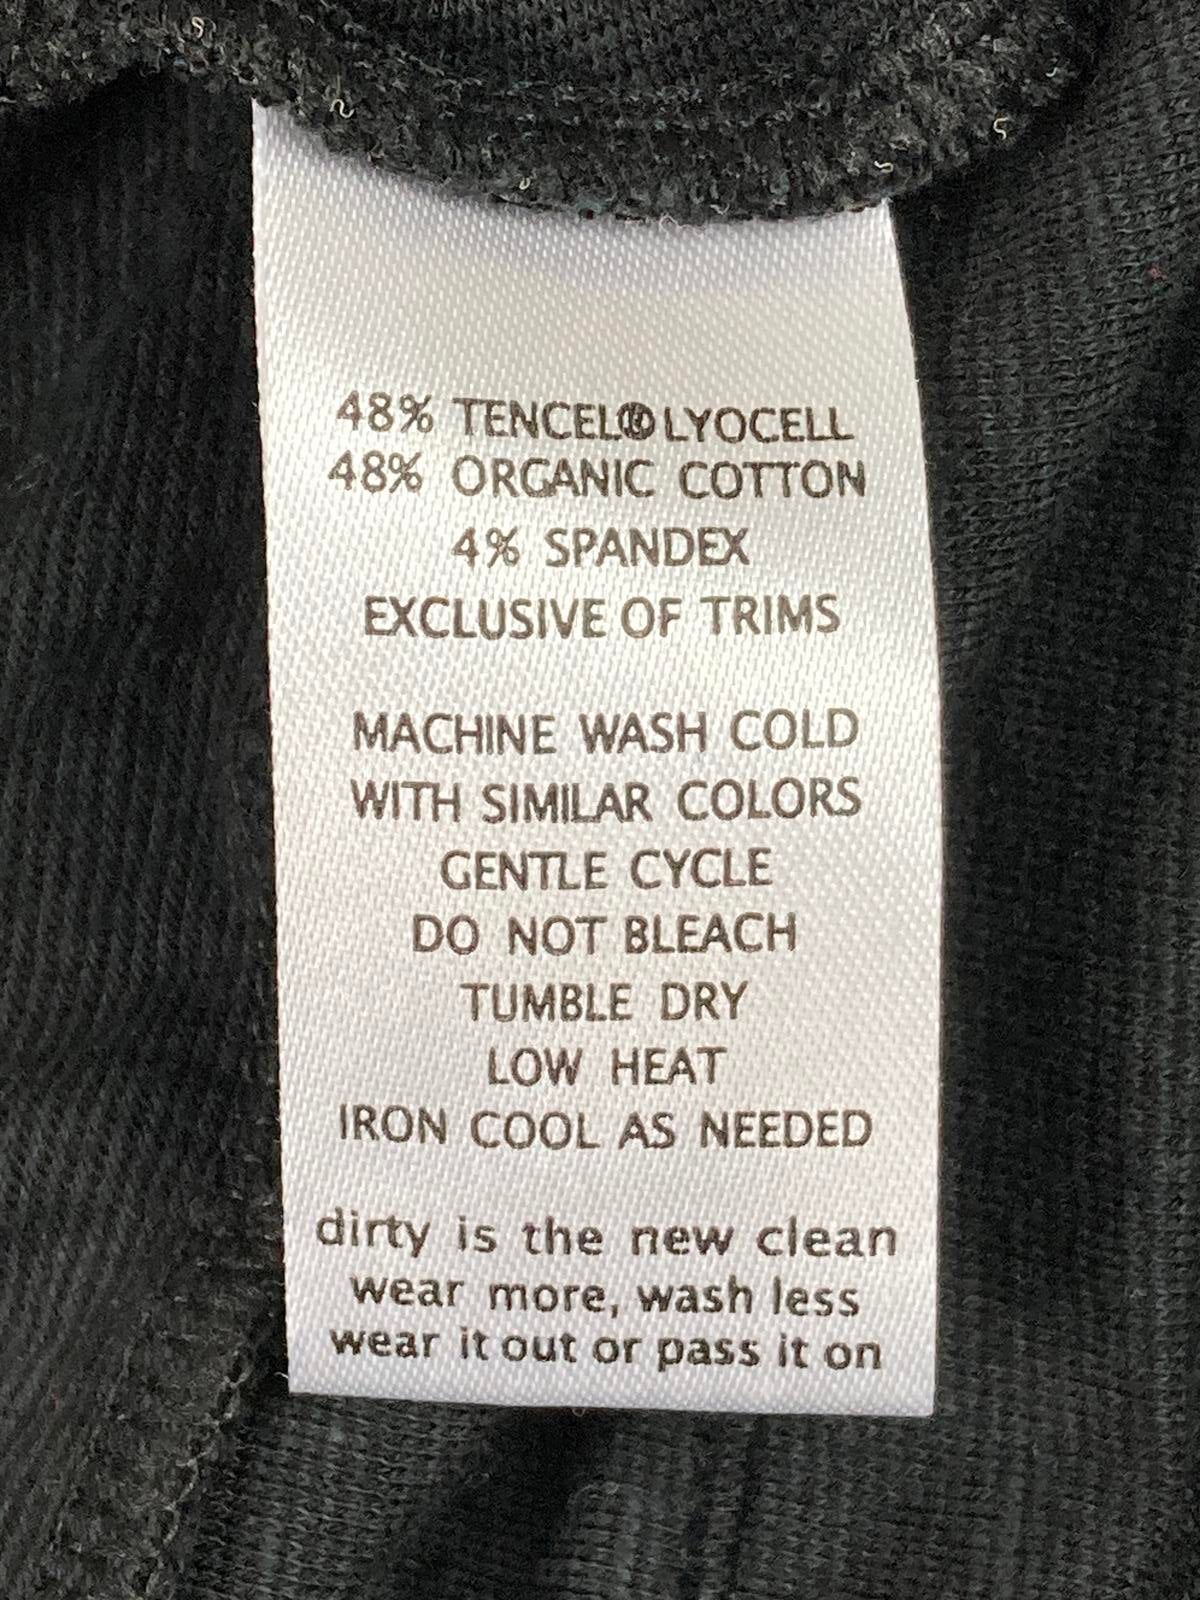 48% TENCEL® LYOCELL
48% ORGANIC COTTON
4% SPANDEX
EXCLUSIVE OF TRIMS
MACHINE WASH COLD
WITH SIMILAR COLORS
GENTLE CYCLE
DO NOT BLEACH
TUMBLE DRY
LOW HEAT
IRON COOL AS NEEDED
dirty is the new clean
wear more, wash less
wear it out or pass it on